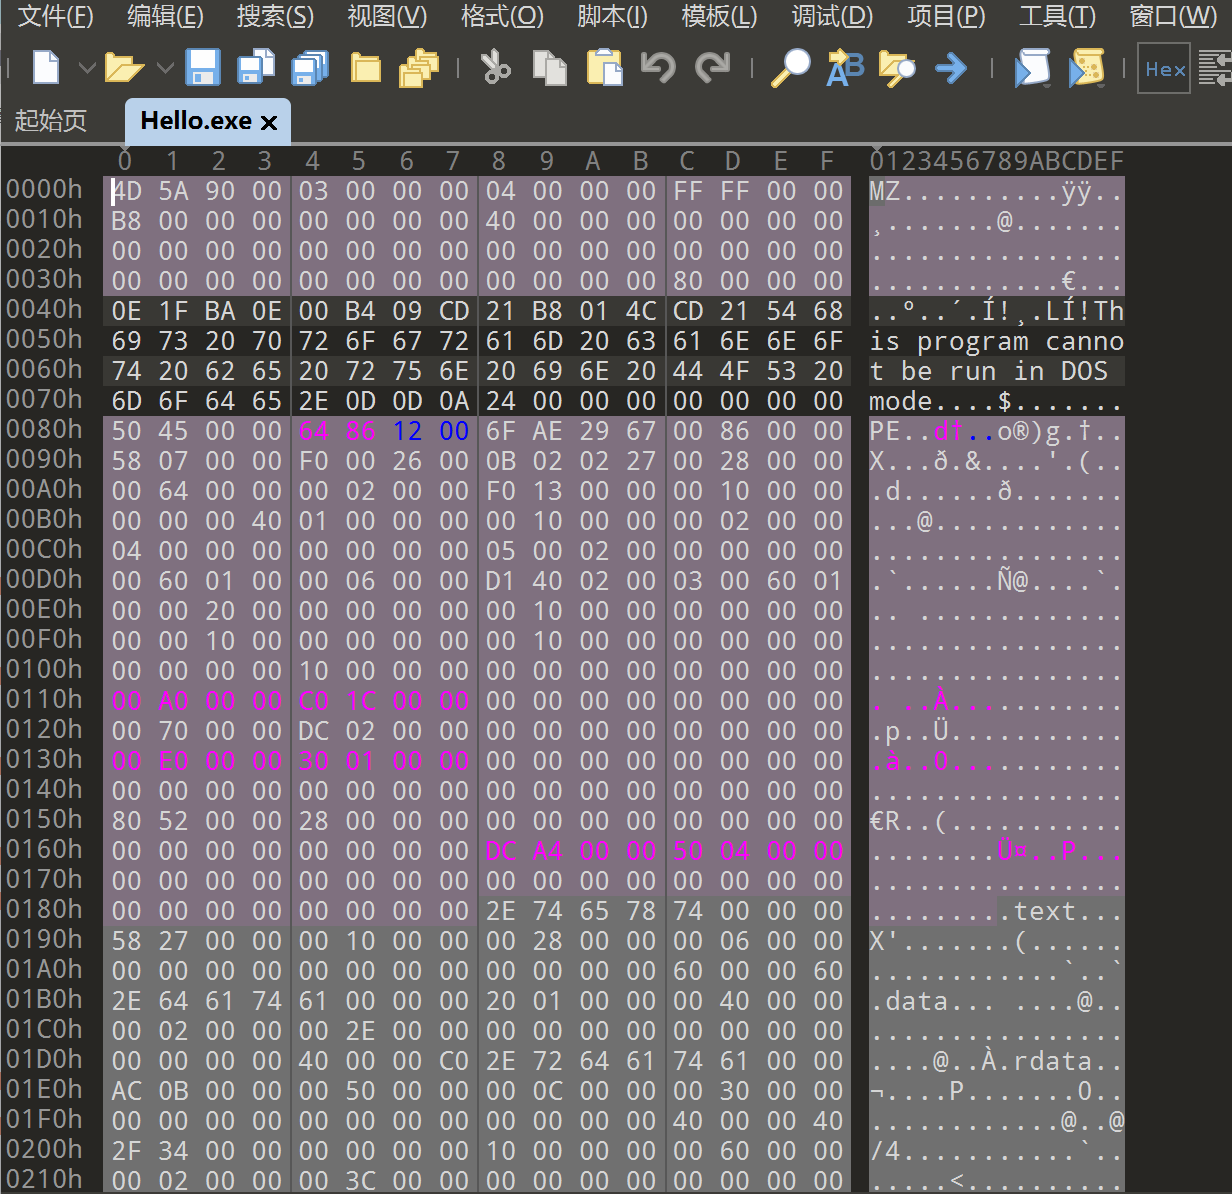 文件(F) 编辑(E) 搜索(S) 视图(V) 格式(O) 脚本(I) 模板(L) 调试(D) 项目(P) 工具(T) 窗口(W)
Hex
起始页 Hello.exe ×
0 1 2 3 4 5 6 7 8 9 A B C D E F 0123456789ABCDEF
0000h 4D 5A 90 00 03 00 00 00 04 00 00 00 FF FF 00 00 MZ..........ÿÿ..
0010h B8 00 00 00 00 00 00 00 40 00 00 00 00 00 00 00 ¸.......@.......
0020h 00 00 00 00 00 00 00 00 00 00 00 00 00 00 00 00 ................
0030h 00 00 00 00 00 00 00 00 00 00 00 00 80 00 00 00 ............€...
0040h 0E 1F BA 0E 00 B4 09 CD 21 B8 01 4C CD 21 54 68 ..º..´.Í!¸.LÍ!Th
0050h 69 73 20 70 72 6F 67 72 61 6D 20 63 61 6E 6E 6F is program canno
0060h 74 20 62 65 20 72 75 6E 20 69 6E 20 44 4F 53 20 t be run in DOS
0070h 6D 6F 64 65 2E 0D 0D 0A 24 00 00 00 00 00 00 00 mode....$.......
0080h 50 45 00 00 64 86 12 00 6F AE 29 67 00 86 00 00 PE..d†..o®)g.†..
0090h 58 07 00 00 F0 00 26 00 0B 02 02 27 00 28 00 00 X...ð.&....'.(..
00A0h 00 64 00 00 00 02 00 00 F0 13 00 00 00 10 00 00 .d......ð.......
00B0h 00 00 00 40 01 00 00 00 00 10 00 00 00 02 00 00 ...@............
00C0h 04 00 00 00 00 00 00 00 05 00 02 00 00 00 00 00 ................
00D0h 00 60 01 00 00 06 00 00 D1 40 02 00 03 00 60 01 .`......Ñ@....`.
00E0h 00 00 20 00 00 00 00 00 00 10 00 00 00 00 00 00 .. .............
00F0h 00 00 10 00 00 00 00 00 00 10 00 00 00 00 00 00 ................
0100h 00 00 00 00 10 00 00 00 00 00 00 00 00 00 00 00 ................
0110h 00 A0 00 00 C0 1C 00 00 00 00 00 00 00 00 00 00 . ..À...........
0120h 00 70 00 00 DC 02 00 00 00 00 00 00 00 00 00 00 .p..Ü...........
0130h 00 E0 00 00 30 01 00 00 00 00 00 00 00 00 00 00 .à..0...........
0140h 00 00 00 00 00 00 00 00 00 00 00 00 00 00 00 00 ................
0150h 80 52 00 00 28 00 00 00 00 00 00 00 00 00 00 00 €R..(...........
0160h 00 00 00 00 00 00 00 00 DC A4 00 00 50 04 00 00 ........Ü¤..P...
0170h 00 00 00 00 00 00 00 00 00 00 00 00 00 00 00 00 ................
0180h 00 00 00 00 00 00 00 00 2E 74 65 78 74 00 00 00 .........text...
0190h 58 27 00 00 00 10 00 00 00 28 00 00 00 06 00 00 X'.......(......
01A0h 00 00 00 00 00 00 00 00 00 00 00 00 60 00 00 60 ............`..`
01B0h 2E 64 61 74 61 00 00 00 20 01 00 00 00 40 00 00 .data... ....@..
01C0h 00 02 00 00 00 2E 00 00 00 00 00 00 00 00 00 00 ................
01D0h 00 00 00 00 40 00 00 C0 2E 72 64 61 74 61 00 00 ....@..À.rdata..
01E0h AC 0B 00 00 00 50 00 00 00 0C 00 00 00 30 00 00 ¬....P.......0..
01F0h 00 00 00 00 00 00 00 00 00 00 00 00 40 00 00 40 ............@..@
0200h 2F 34 00 00 00 00 00 00 10 00 00 00 00 60 00 00 /4...........`..
0210h 00 02 00 00 00 3C 00 00 00 00 00 00 00 00 00 00 .....<..........